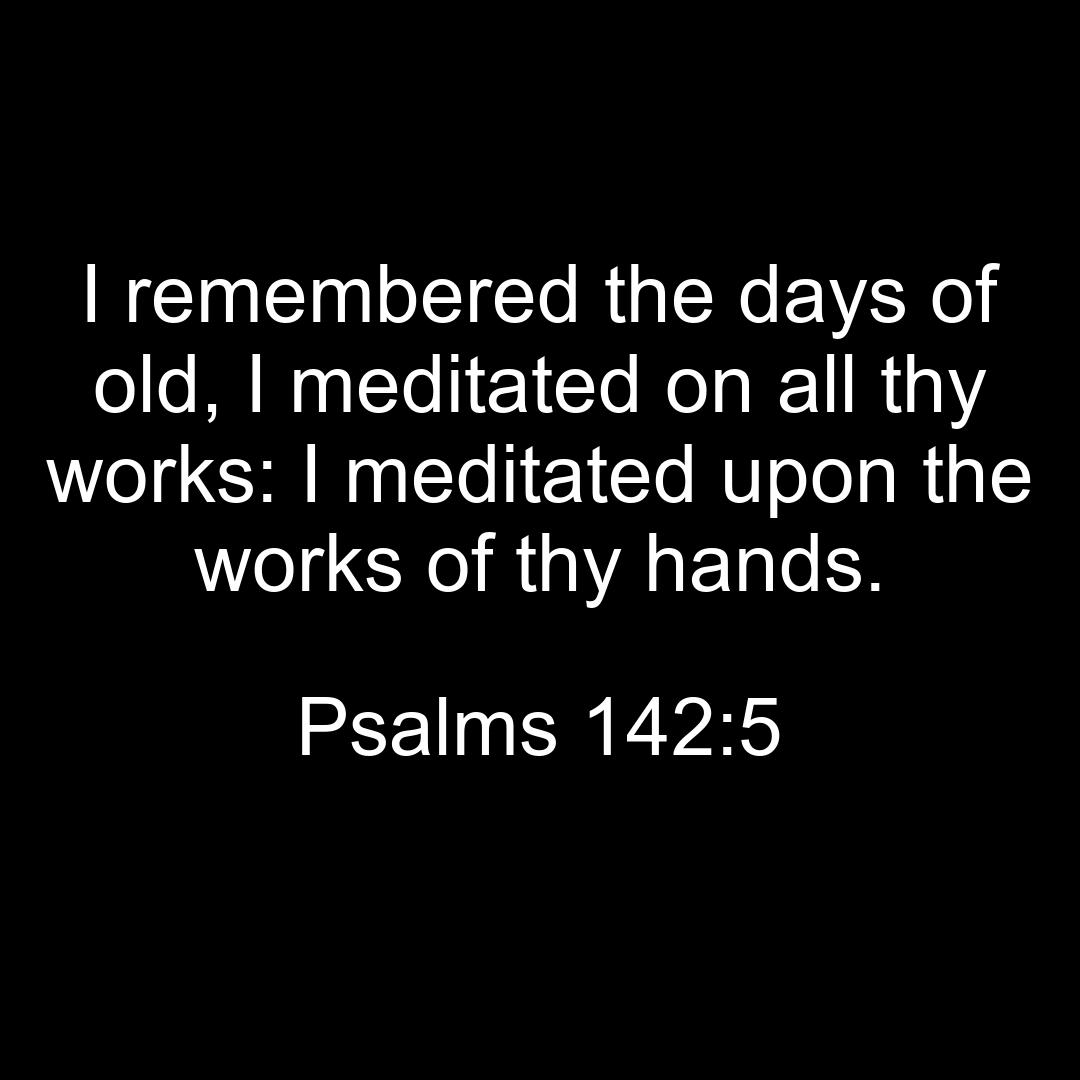 I remembered the days of
old, I meditated on all thy
works: I meditated upon the
works of thy hands.
Psalms 142:5